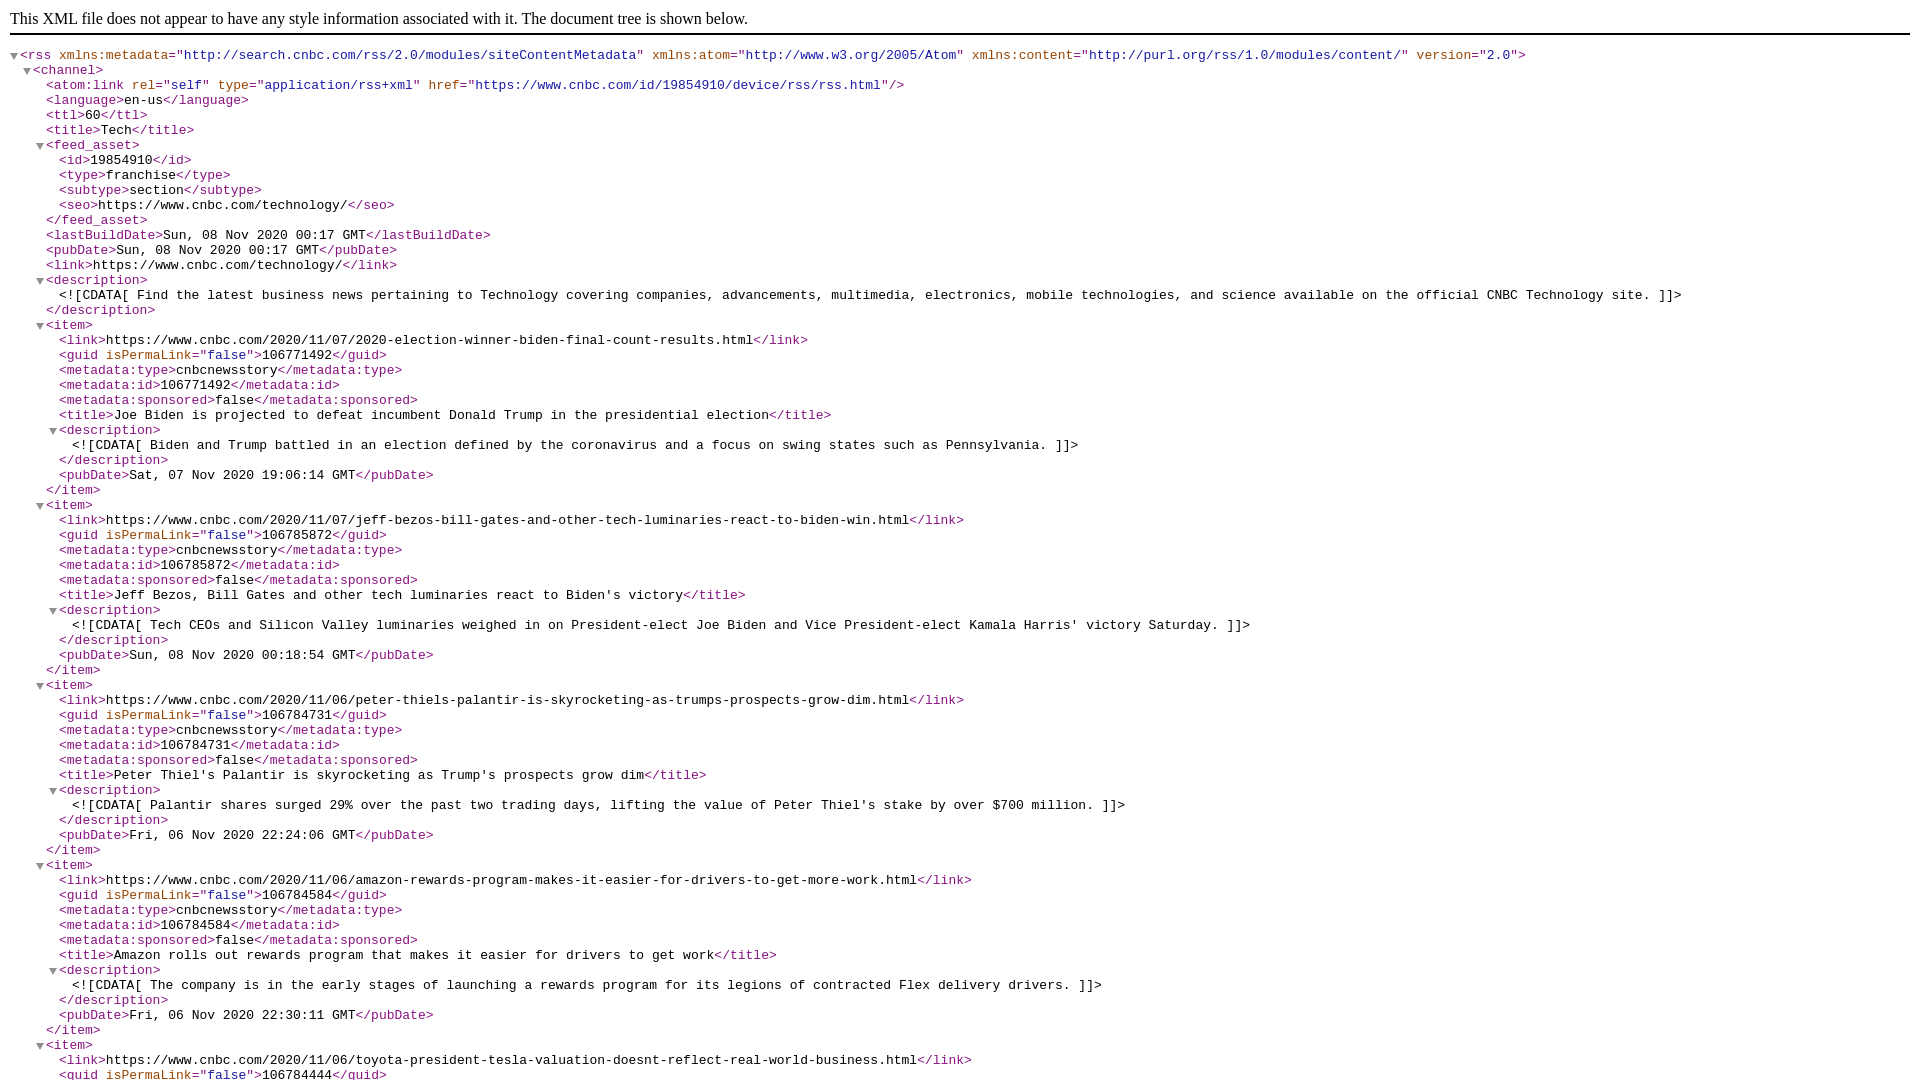 This XML file does not appear to have any style information associated with it. The document tree is shown below.
<rss xmlns:metadata="http://search.cnbc.com/rss/2.0/modules/siteContentMetadata" xmlns:atom="http://www.w3.org/2005/Atom" xmlns:content="http://purl.org/rss/1.0/modules/content/" version="2.0">
<channel>
<atom:link rel="self" type="application/rss+xml" href="https://www.cnbc.com/id/19854910/device/rss/rss.html"/>
<language>en-us</language>
<ttl>60</ttl>
<title>Tech</title>
<feed_asset>
<id>19854910</id>
<type>franchise</type>
<subtype>section</subtype>
<seo>https://www.cnbc.com/technology/</seo>
</feed_asset>
<lastBuildDate>Sun, 08 Nov 2020 00:17 GMT</lastBuildDate>
<pubDate>Sun, 08 Nov 2020 00:17 GMT</pubDate>
<link>https://www.cnbc.com/technology/</link>
<description>
<![CDATA[ Find the latest business news pertaining to Technology covering companies, advancements, multimedia, electronics, mobile technologies, and science available on the official CNBC Technology site. ]]>
</description>
<item>
<link>https://www.cnbc.com/2020/11/07/2020-election-winner-biden-final-count-results.html</link>
<guid isPermaLink="false">106771492</guid>
<metadata:type>cnbcnewsstory</metadata:type>
<metadata:id>106771492</metadata:id>
<metadata:sponsored>false</metadata:sponsored>
<title>Joe Biden is projected to defeat incumbent Donald Trump in the presidential election</title>
<description>
<![CDATA[ Biden and Trump battled in an election defined by the coronavirus and a focus on swing states such as Pennsylvania. ]]>
</description>
<pubDate>Sat, 07 Nov 2020 19:06:14 GMT</pubDate>
</item>
<item>
<link>https://www.cnbc.com/2020/11/07/jeff-bezos-bill-gates-and-other-tech-luminaries-react-to-biden-win.html</link>
<guid isPermaLink="false">106785872</guid>
<metadata:type>cnbcnewsstory</metadata:type>
<metadata:id>106785872</metadata:id>
<metadata:sponsored>false</metadata:sponsored>
<title>Jeff Bezos, Bill Gates and other tech luminaries react to Biden's victory</title>
<description>
<![CDATA[ Tech CEOs and Silicon Valley luminaries weighed in on President-elect Joe Biden and Vice President-elect Kamala Harris' victory Saturday. ]]>
</description>
<pubDate>Sun, 08 Nov 2020 00:18:54 GMT</pubDate>
</item>
<item>
<link>https://www.cnbc.com/2020/11/06/peter-thiels-palantir-is-skyrocketing-as-trumps-prospects-grow-dim.html</link>
<guid isPermaLink="false">106784731</guid>
<metadata:type>cnbcnewsstory</metadata:type>
<metadata:id>106784731</metadata:id>
<metadata:sponsored>false</metadata:sponsored>
<title>Peter Thiel's Palantir is skyrocketing as Trump's prospects grow dim</title>
<description>
<![CDATA[ Palantir shares surged 29% over the past two trading days, lifting the value of Peter Thiel's stake by over $700 million. ]]>
</description>
<pubDate>Fri, 06 Nov 2020 22:24:06 GMT</pubDate>
</item>
<item>
<link>https://www.cnbc.com/2020/11/06/amazon-rewards-program-makes-it-easier-for-drivers-to-get-more-work.html</link>
<guid isPermaLink="false">106784584</guid>
<metadata:type>cnbcnewsstory</metadata:type>
<metadata:id>106784584</metadata:id>
<metadata:sponsored>false</metadata:sponsored>
<title>Amazon rolls out rewards program that makes it easier for drivers to get work</title>
<description>
<![CDATA[ The company is in the early stages of launching a rewards program for its legions of contracted Flex delivery drivers. ]]>
</description>
<pubDate>Fri, 06 Nov 2020 22:30:11 GMT</pubDate>
</item>
<item>
<link>https://www.cnbc.com/2020/11/06/toyota-president-tesla-valuation-doesnt-reflect-real-world-business.html</link>
<guid isPermaLink="false">106784444</guid>